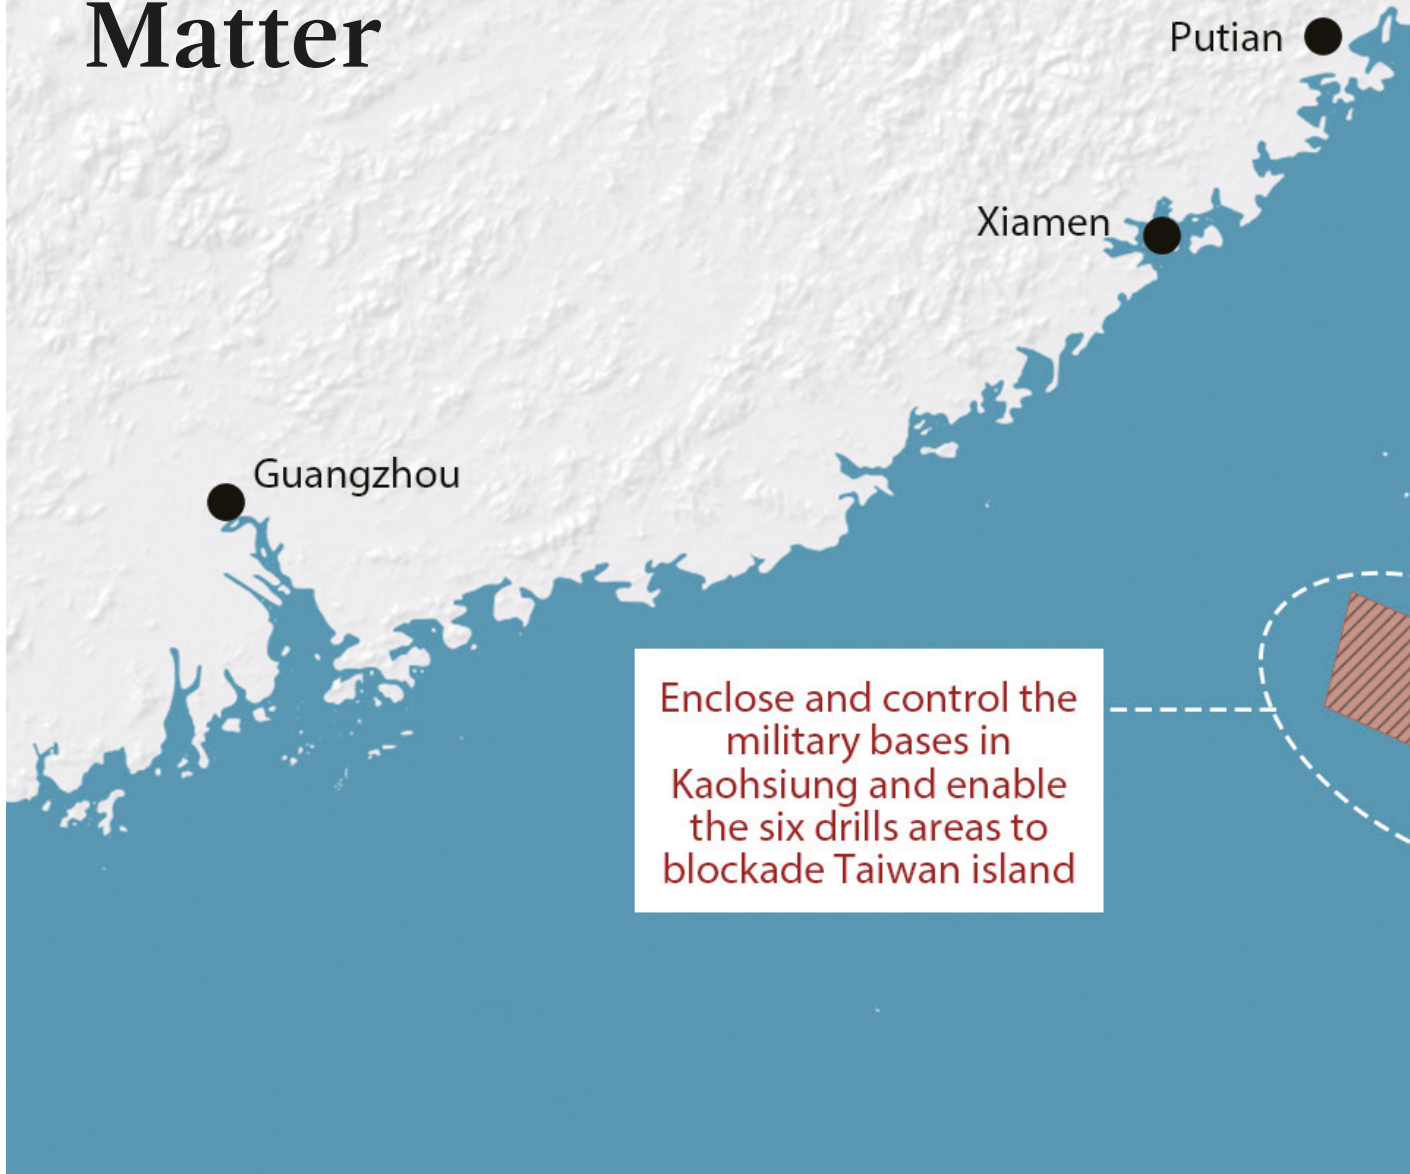 Matter
Putian
Xiamen
Guangzhou
Enclose and control the
military bases in
Kaohsiung and enable
the six drills areas to
blockade Taiwan island